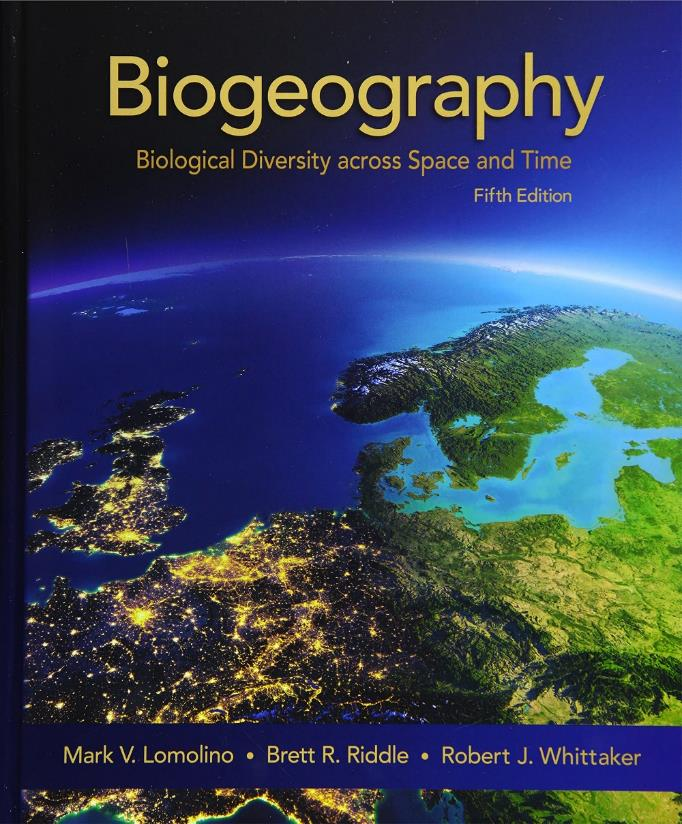 Biogeography
Biological Diversity across Space and Time
Fifth Edition
Mark V. Lomolino • Brett R. Riddle • Robert J. Whittaker